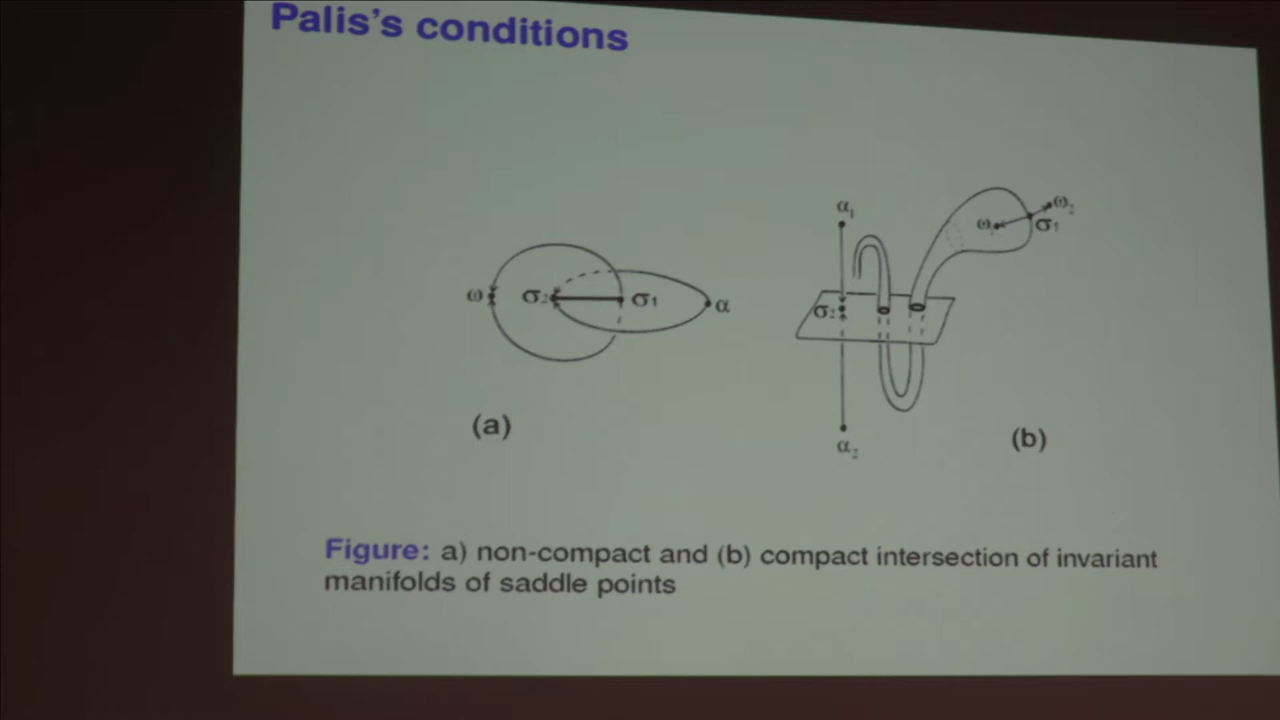 Palis's conditions
α₁
ω₁
ω₂
σ₁
ω
σ₂
σ₁
α
σ₂
α₂
(a)
(b)
Figure: a) non-compact and (b) compact intersection of invariant
manifolds of saddle points